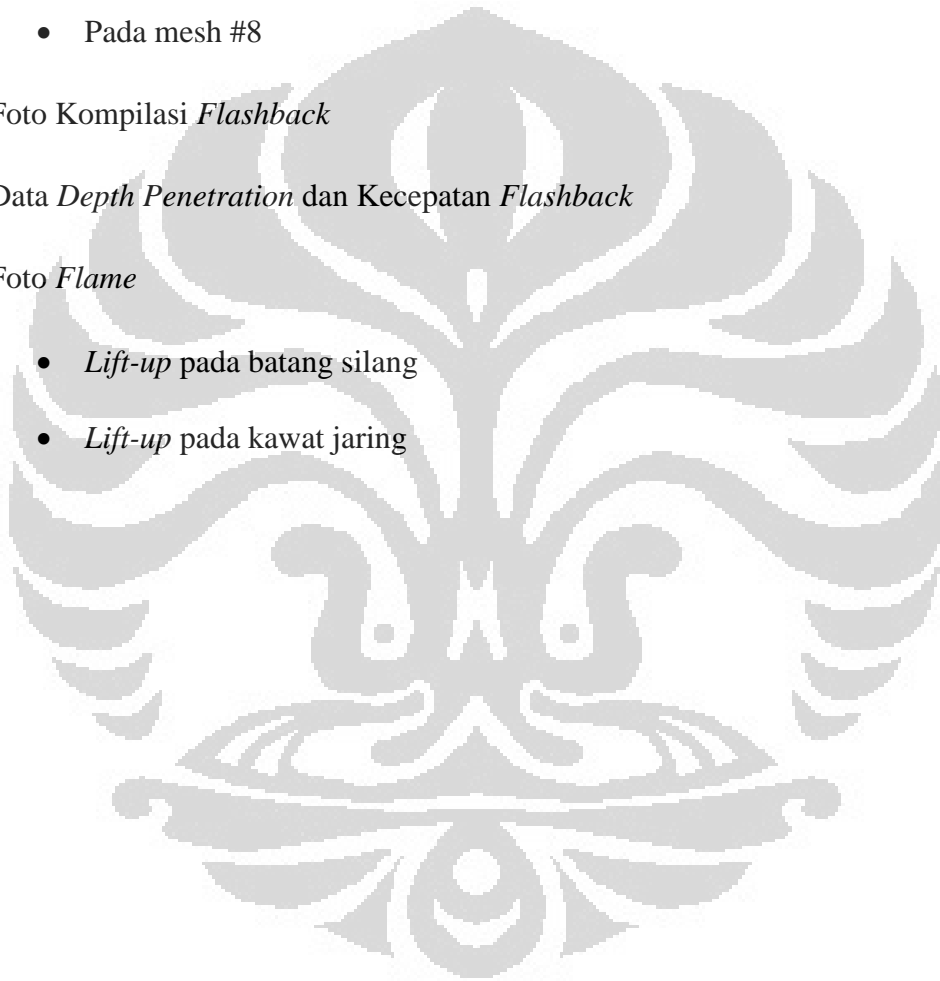 • Pada mesh #8
Foto Kompilasi Flashback
Data Depth Penetration dan Kecepatan Flashback
Foto Flame
• Lift-up pada batang silang
• Lift-up pada kawat jaring